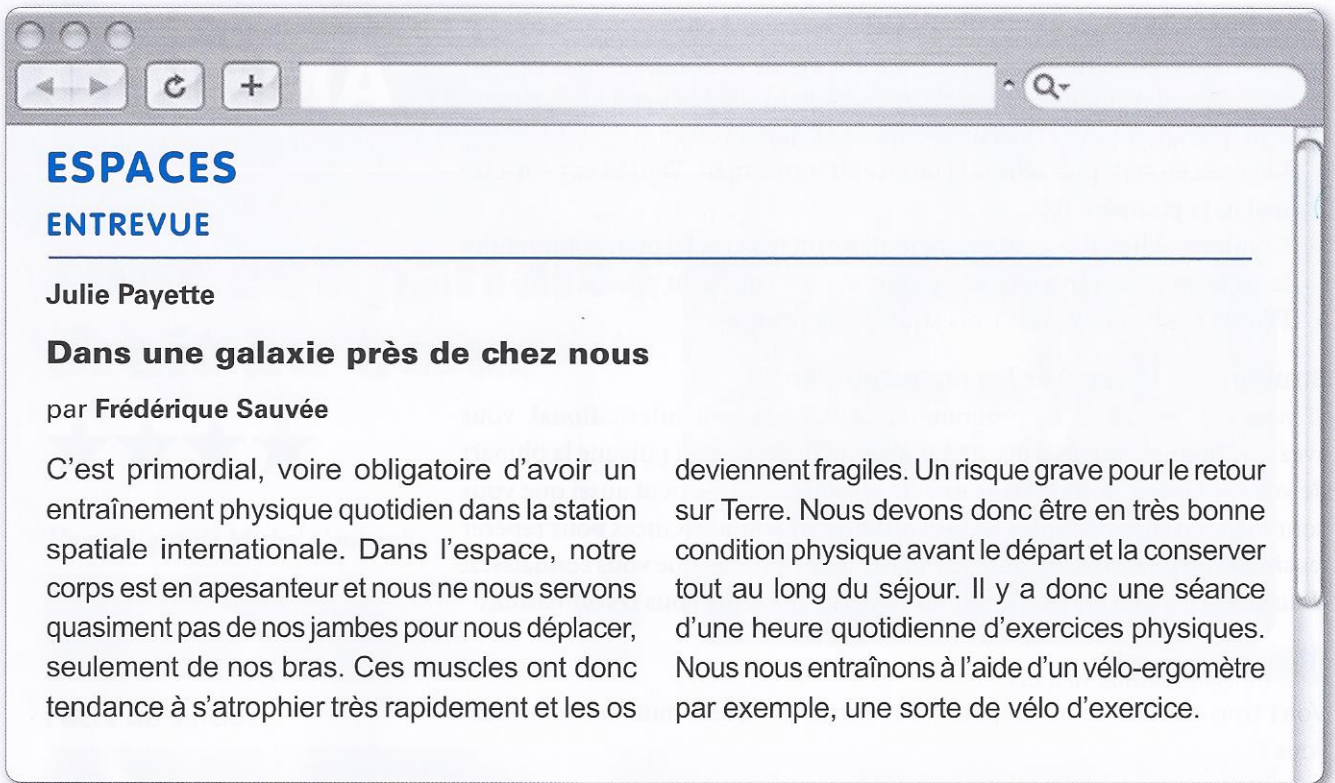 ESPACES
ENTREVUE
Julie Payette
Dans une galaxie près de chez nous
par Frédérique Sauvée
C'est primordial, voire obligatoire d'avoir un
entraînement physique quotidien dans la station
spatiale internationale. Dans l'espace, notre
corps est en apesanteur et nous ne nous servons
quasiment pas de nos jambes pour nous déplacer,
seulement de nos bras. Ces muscles ont donc
tendance à s'atrophier très rapidement et les os
deviennent fragiles. Un risque grave pour le retour
sur Terre. Nous devons donc être en très bonne
condition physique avant le départ et la conserver
tout au long du séjour. Il y a donc une séance
d'une heure quotidienne d'exercices physiques.
Nous nous entraînons à l'aide d'un vélo-ergomètre
par exemple, une sorte de vélo d'exercice.